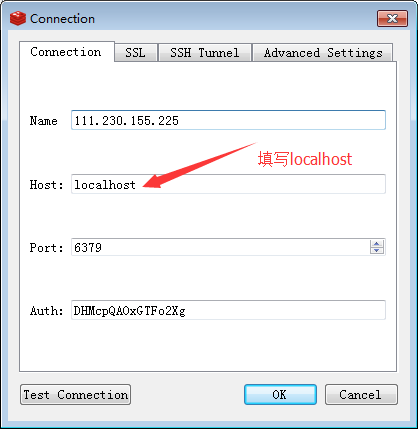 Connection
Connection SSL SSH Tunnel Advanced Settings
Name 111.230.155.225
填写localhost
Host: localhost
Port: 6379
Auth: DHMcpQAOxGTFo2Xg
Test Connection OK Cancel